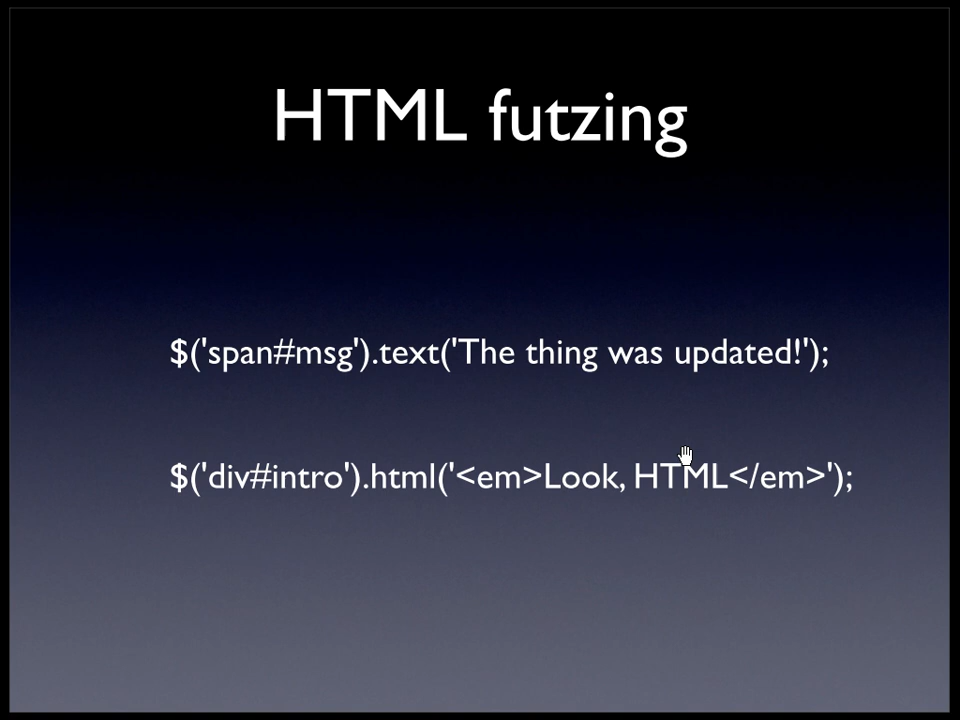 HTML futzing
$('span#msg').text('The thing was updated!');
$('div#intro').html('<em>Look, HTML</em>');